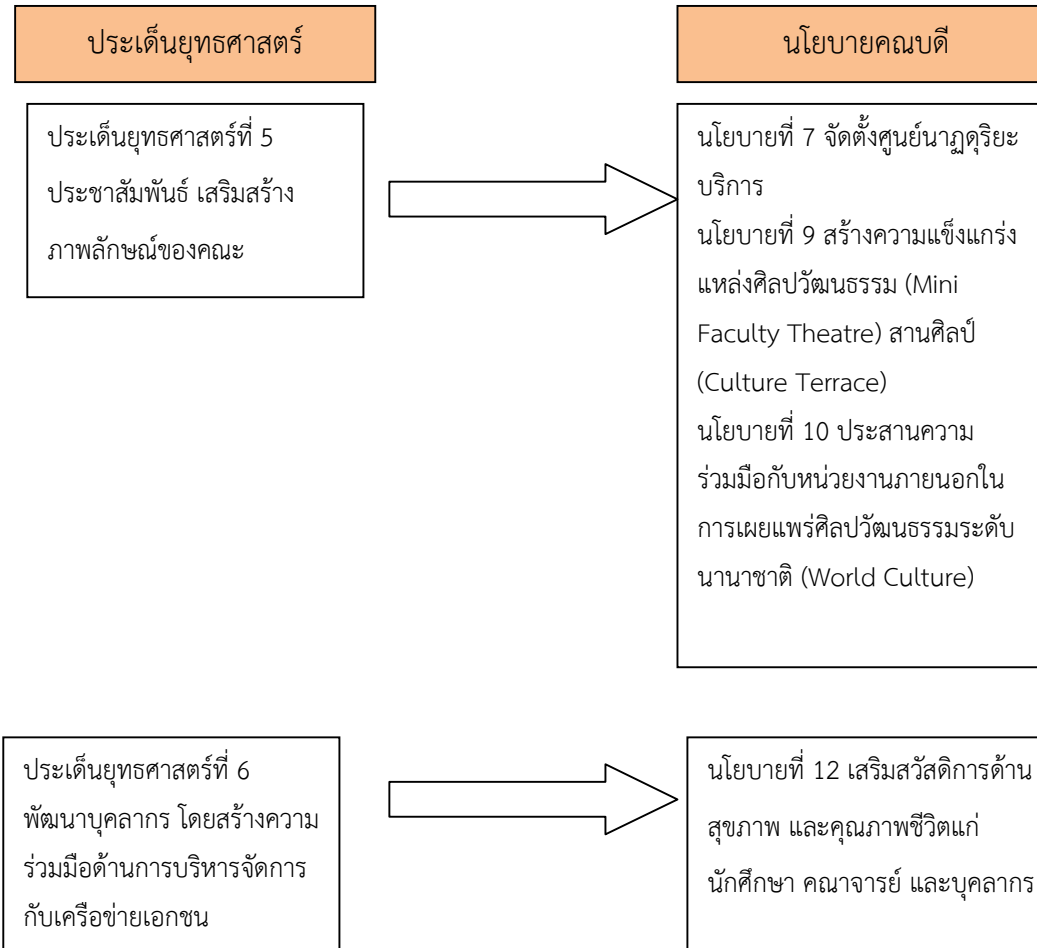 ประเด็นยุทธศาสตร์
นโยบายคณบดี
ประเด็นยุทธศาสตร์ที่ 5
ประชาสัมพันธ์ เสริมสร้าง
ภาพลักษณ์ของคณะ
นโยบายที่ 7 จัดตั้งศูนย์นาฏดุริยะ
บริการ
นโยบายที่ 9 สร้างความแข็งแกร่ง
แหล่งศิลปวัฒนธรรม (Mini
Faculty Theatre) สานศิลป์
(Culture Terrace)
นโยบายที่ 10 ประสานความ
ร่วมมือกับหน่วยงานภายนอกใน
การเผยแพร่ศิลปวัฒนธรรมระดับ
นานาชาติ (World Culture)
ประเด็นยุทธศาสตร์ที่ 6
พัฒนาบุคลากร โดยสร้างความ
ร่วมมือด้านการบริหารจัดการ
กับเครือข่ายเอกชน
นโยบายที่ 12 เสริมสวัสดิการด้าน
สุขภาพ และคุณภาพชีวิตแก่
นักศึกษา คณาจารย์ และบุคลากร